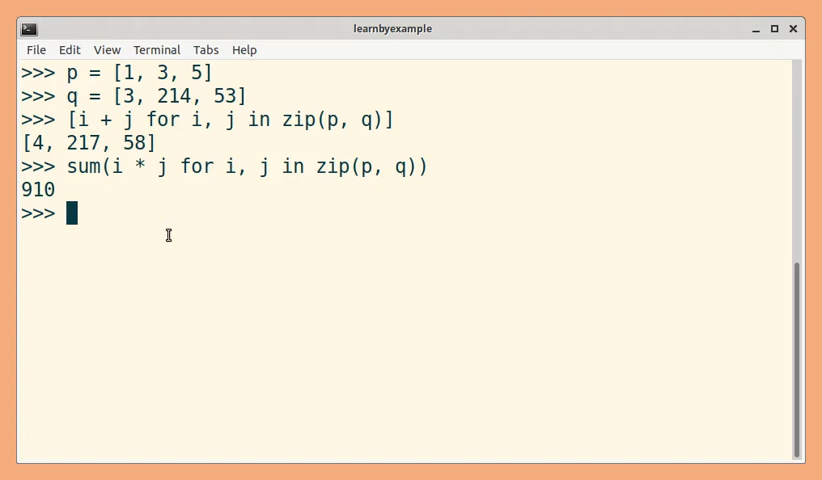 learnbyexample
File Edit View Terminal Tabs Help
>>> p = [1, 3, 5]
>>> q = [3, 214, 53]
>>> [i + j for i, j in zip(p, q)]
[4, 217, 58]
>>> sum(i * j for i, j in zip(p, q))
910
>>>